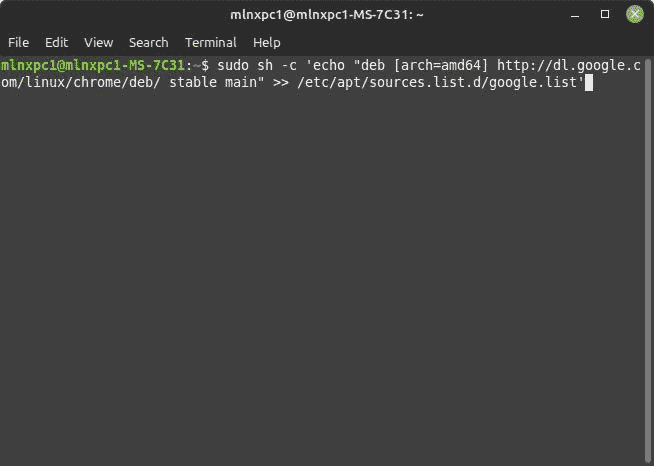 mlnxpc1@mlnxpc1-MS-7C31: ~
File Edit View Search Terminal Help
mlnxpc1@mlnxpc1-MS-7C31:~$ sudo sh -c 'echo "deb [arch=amd64] http://dl.google.c
om/linux/chrome/deb/ stable main" >> /etc/apt/sources.list.d/google.list'